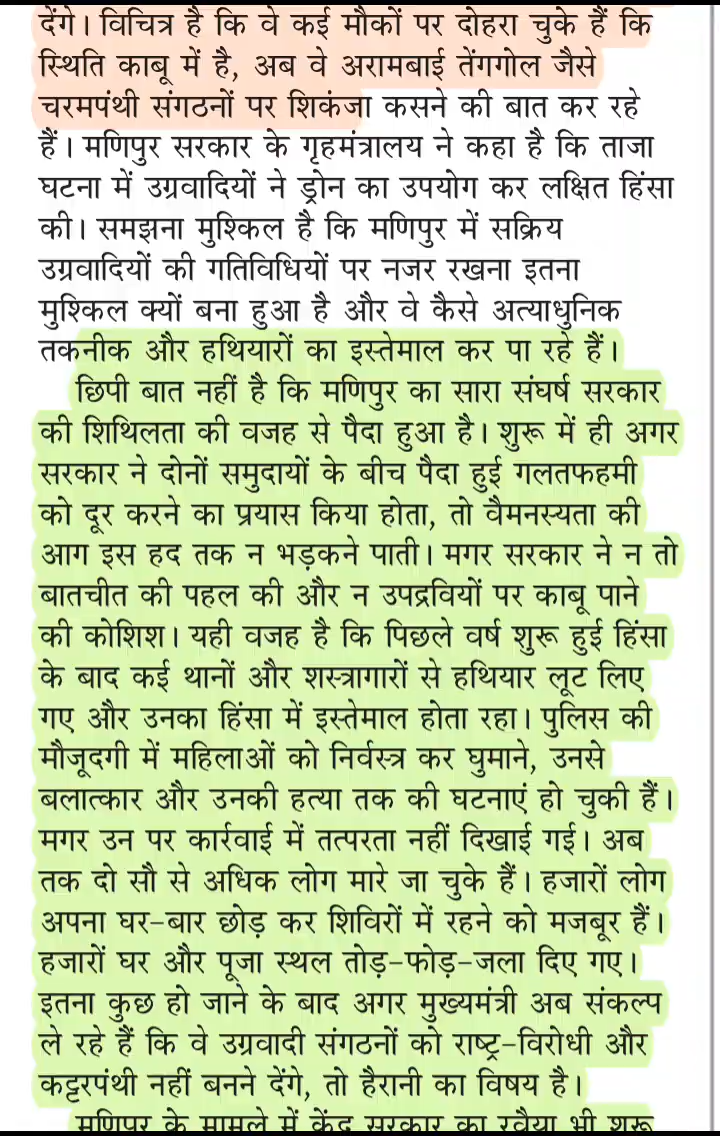 देंगे। विचित्र है कि वे कई मौकों पर दोहरा चुके हैं कि
स्थिति काबू में है, अब वे अरामबाई तेंगगोल जैसे
चरमपंथी संगठनों पर शिकंजा कसने की बात कर रहे
हैं। मणिपुर सरकार के गृहमंत्रालय ने कहा है कि ताजा
घटना में उग्रवादियों ने ड्रोन का उपयोग कर लक्षित हिंसा
की। समझना मुश्किल है कि मणिपुर में सक्रिय
उग्रवादियों की गतिविधियों पर नजर रखना इतना
मुश्किल क्यों बना हुआ है और वे कैसे अत्याधुनिक
तकनीक और हथियारों का इस्तेमाल कर पा रहे हैं।
छिपी बात नहीं है कि मणिपुर का सारा संघर्ष सरकार
की शिथिलता की वजह से पैदा हुआ है। शुरू में ही अगर
सरकार ने दोनों समुदायों के बीच पैदा हुई गलतफहमी
को दूर करने का प्रयास किया होता, तो वैमनस्यता की
आग इस हद तक न भड़कने पाती। मगर सरकार ने न तो
बातचीत की पहल की और न उपद्रवियों पर काबू पाने
की कोशिश। यही वजह है कि पिछले वर्ष शुरू हुई हिंसा
के बाद कई थानों और शस्त्रागारों से हथियार लूट लिए
गए और उनका हिंसा में इस्तेमाल होता रहा। पुलिस की
मौजूदगी में महिलाओं को निर्वस्त्र कर घुमाने, उनसे
बलात्कार और उनकी हत्या तक की घटनाएं हो चुकी हैं।
मगर उन पर कार्रवाई में तत्परता नहीं दिखाई गई। अब
तक दो सौ से अधिक लोग मारे जा चुके हैं। हजारों लोग
अपना घर-बार छोड़ कर शिविरों में रहने को मजबूर हैं।
हजारों घर और पूजा स्थल तोड़-फोड़-जला दिए गए।
इतना कुछ हो जाने के बाद अगर मुख्यमंत्री अब संकल्प
ले रहे हैं कि वे उग्रवादी संगठनों को राष्ट्र-विरोधी और
कट्टरपंथी नहीं बनने देंगे, तो हैरानी का विषय है।
मणिपुर के मामले में केंद्र सरकार का रवैया भी शुरू